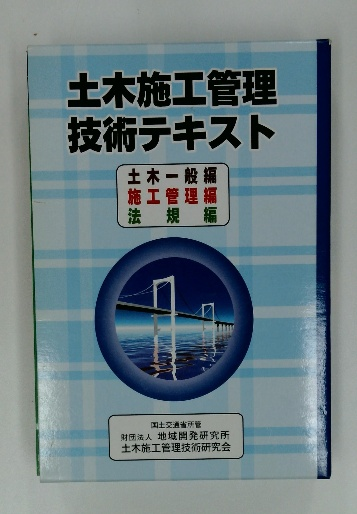 土木施工管理
技術テキスト
土木一般編
施工管理編
法規編
国土交通省所管
財団法人 地域開発研究所
土木施工管理技術研究会